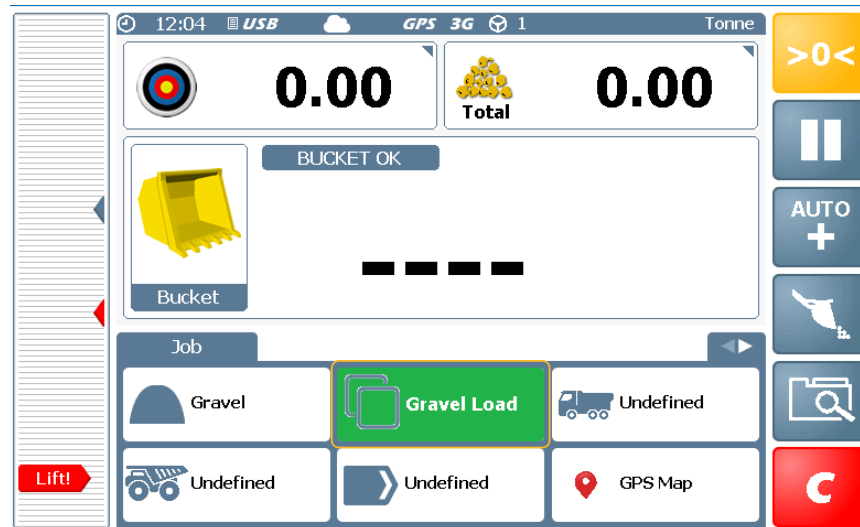 12:04 USB GPS 3G 1 Tonne
0.00
Total
0.00
>0<
BUCKET OK
Bucket
----
AUTO
+
Job
Gravel
Gravel Load
Undefined
Lift!
Undefined
Undefined
GPS Map
C